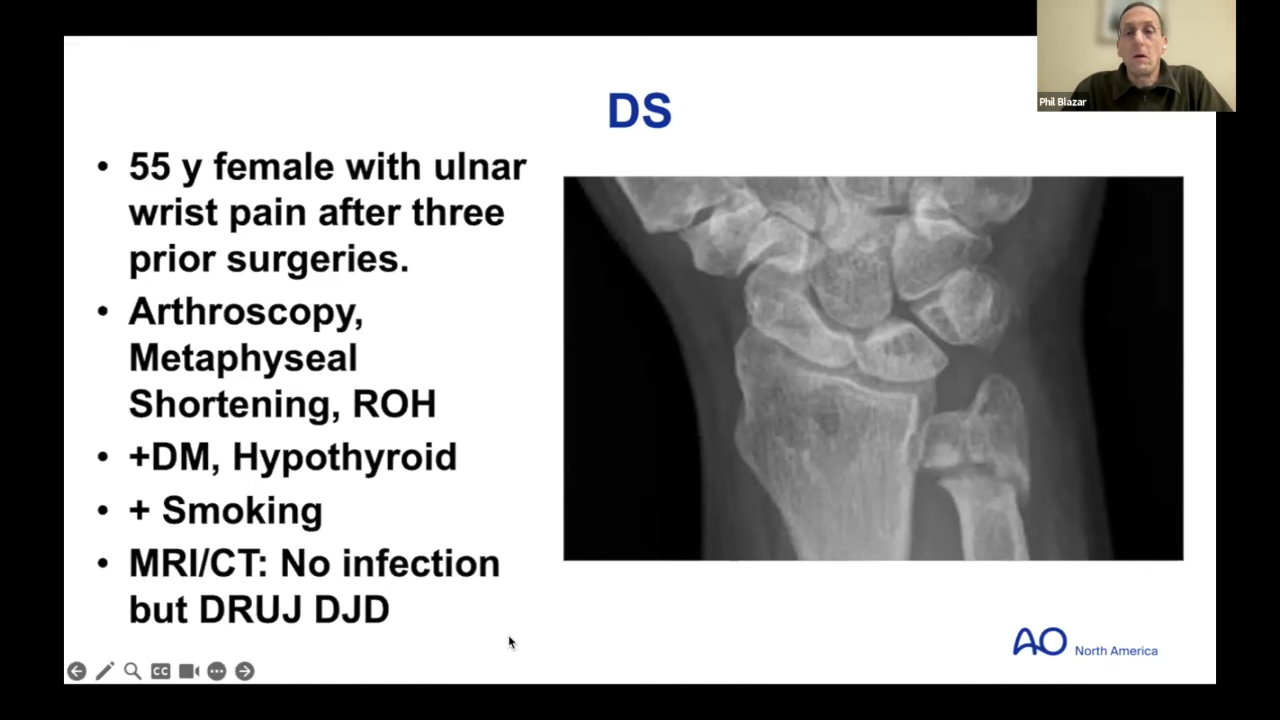 DS
• 55 y female with ulnar
wrist pain after three
prior surgeries.
• Arthroscopy,
Metaphyseal
Shortening, ROH
• +DM, Hypothyroid
• + Smoking
• MRI/CT: No infection
but DRUJ DJD
Phil Blazar
AO North America
CC